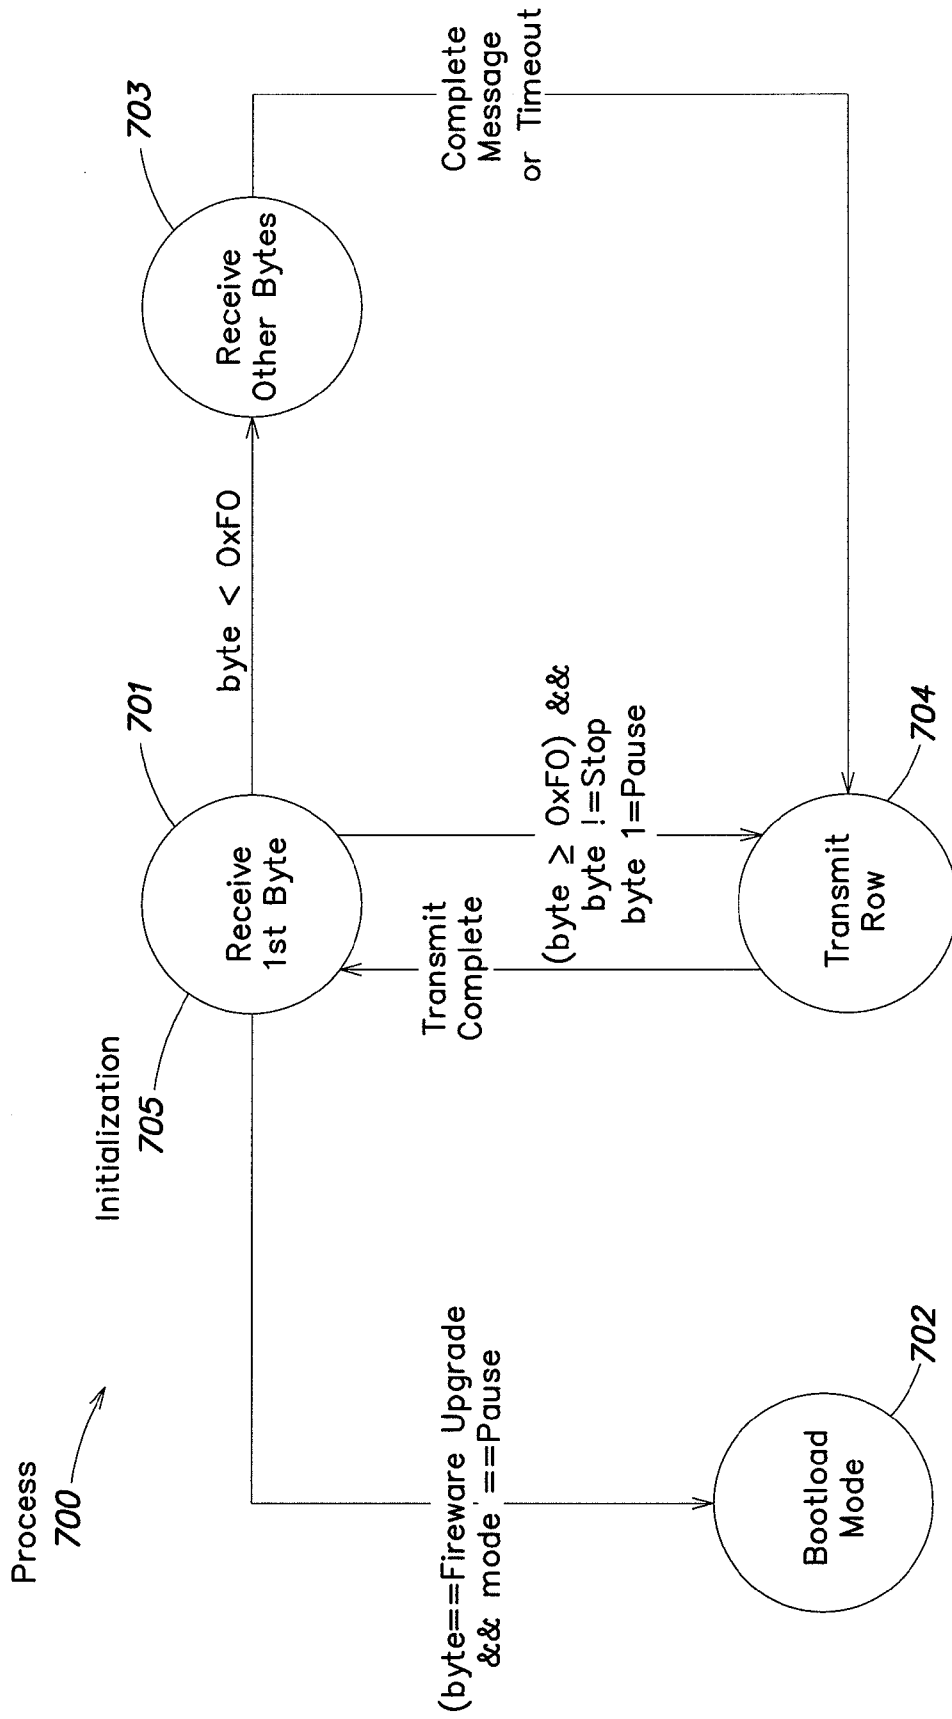 Process
700
Initialization
705
701
703
Receive
1st Byte
byte < 0xF0
Receive
Other Bytes
(byte==Fireware Upgrade
&& mode ==Pause
Transmit
Complete
(byte ≥ 0xF0) &&
byte !=Stop
byte 1=Pause
Complete
Message
or Timeout
Bootload
Mode
702
Transmit
Row
704